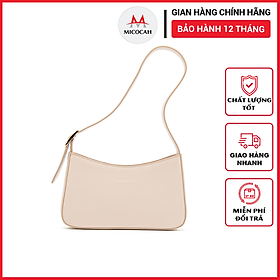 MICOCAH
GIAN HÀNG CHÍNH HÃNG
BẢO HÀNH 12 THÁNG
CHẤT LƯỢNG
TỐT
GIAO HÀNG
NHANH
MIỄN PHÍ
ĐỔI TRẢ